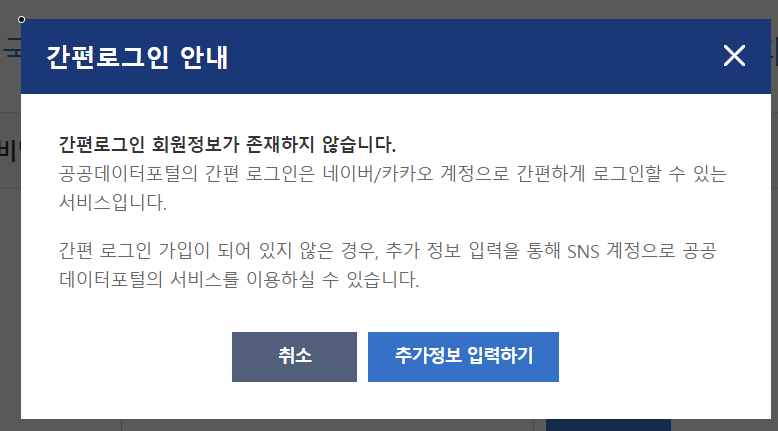 간편로그인 안내
간편로그인 회원정보가 존재하지 않습니다.
공공데이터포털의 간편 로그인은 네이버/카카오 계정으로 간편하게 로그인할 수 있는
서비스입니다.
간편 로그인 가입이 되어 있지 않은 경우, 추가 정보 입력을 통해 SNS 계정으로 공공
데이터포털의 서비스를 이용하실 수 있습니다.
취소
추가정보 입력하기